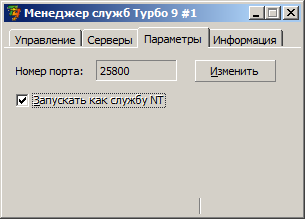 Менеджер служб Турбо 9 #1
Управление Серверы Параметры Информация
Номер порта: 25800 Изменить
Запускать как службу NT